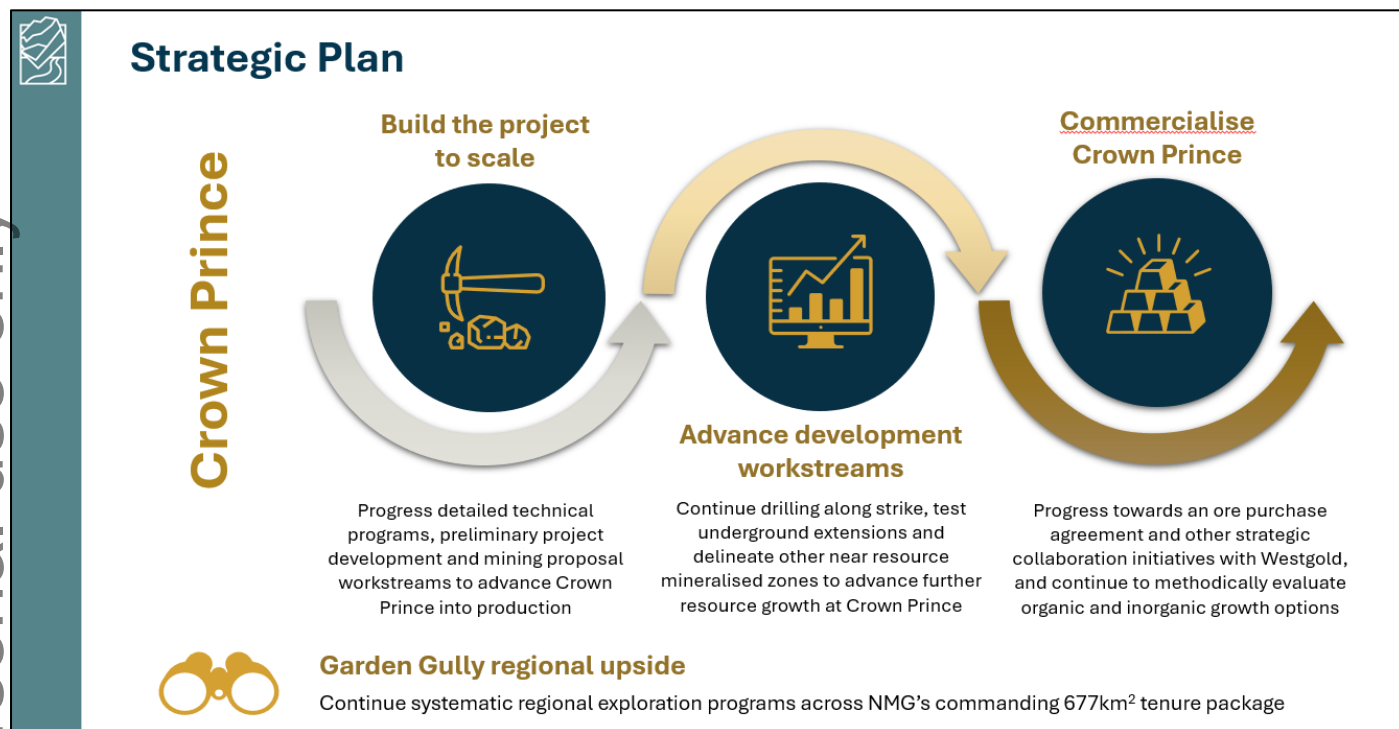 Strategic Plan
Crown Prince
Build the project
to scale
Progress detailed technical
programs, preliminary project
development and mining proposal
workstreams to advance Crown
Prince into production
Advance development
workstreams
Continue drilling along strike, test
underground extensions and
delineate other near resource
mineralised zones to advance further
resource growth at Crown Prince
Commercialise
Crown Prince
Progress towards an ore purchase
agreement and other strategic
collaboration initiatives with Westgold,
and continue to methodically evaluate
organic and inorganic growth options
Garden Gully regional upside
Continue systematic regional exploration programs across NMG’s commanding 677km² tenure package